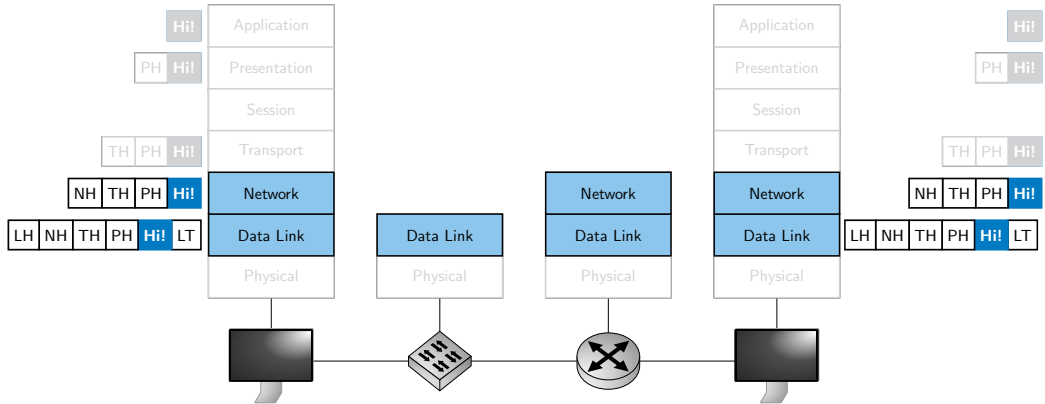 Hi! Application Application Hi!
PH Hi! Presentation Presentation PH Hi!
Session Session
TH PH Hi! Transport Transport TH PH Hi!
NH TH PH Hi! Network Network Network NH TH PH Hi!
LH NH TH PH Hi! LT Data Link Data Link Data Link Data Link LH NH TH PH Hi! LT
Physical Physical Physical Physical